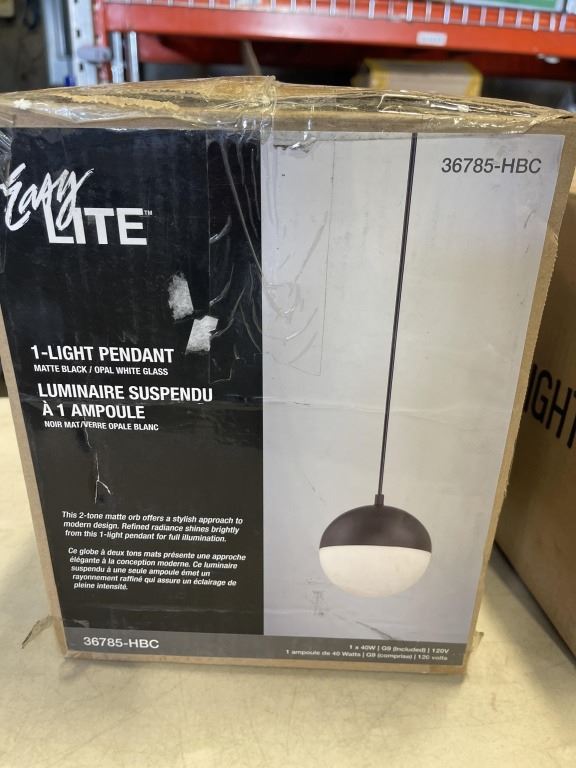 Easy
LITE™
36785-HBC
1-LIGHT PENDANT
MATTE BLACK / OPAL WHITE GLASS
LUMINAIRE SUSPENDU
À 1 AMPOULE
NOIR MAT/VERRE OPALE BLANC
This 2-tone matte orb offers a stylish approach to
modern design. Refined radiance shines brightly
from this 1-light pendant for full illumination.
Ce globe à deux tons mats présente une approche
élégante à la conception moderne. Ce luminaire
suspendu à une seule ampoule émet un
rayonnement raffiné qui assure un éclairage de
pleine intensité.
36785-HBC
1 x 40W | G9 (Included) | 120V
1 ampoule de 40 Watts | G9 (comprise) | 120 volts
IGHT